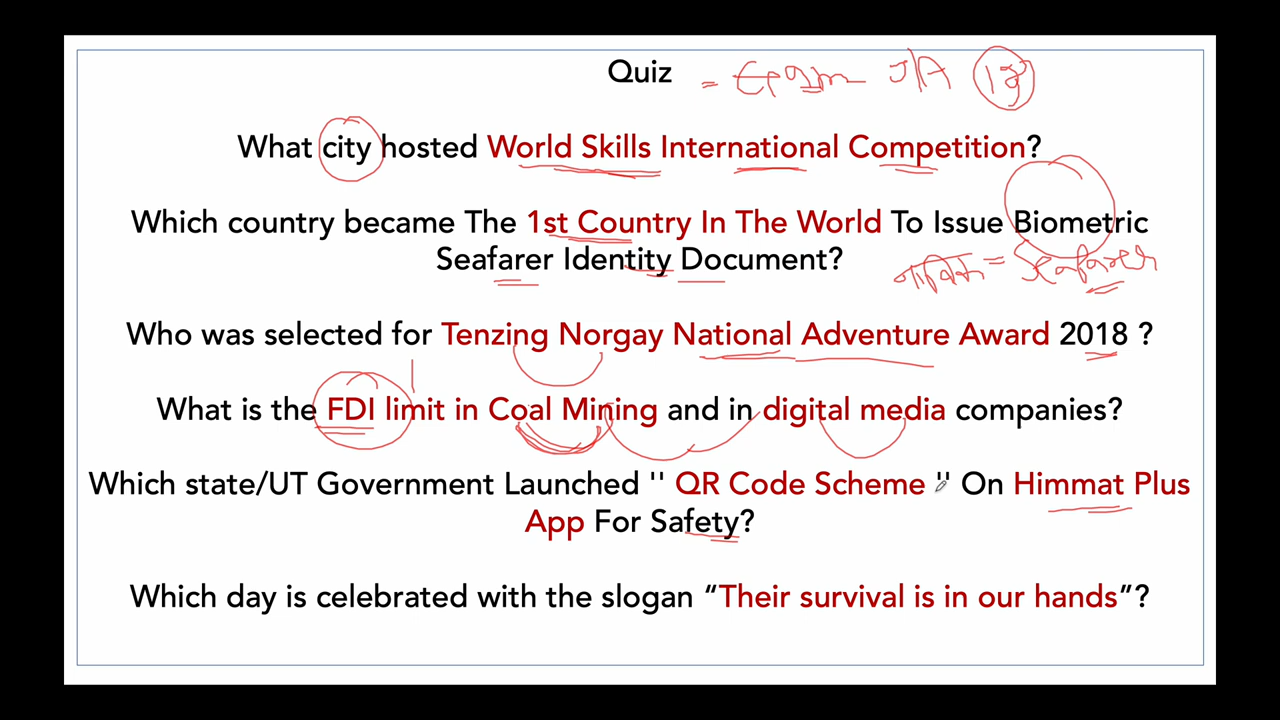 Quiz
What city hosted World Skills International Competition?
Which country became The 1st Country In The World To Issue Biometric
Seafarer Identity Document?
नाविक = Seafarer
Who was selected for Tenzing Norgay National Adventure Award 2018 ?
What is the FDI limit in Coal Mining and in digital media companies?
Which state/UT Government Launched '' QR Code Scheme '' On Himmat Plus
App For Safety?
Which day is celebrated with the slogan “Their survival is in our hands”?